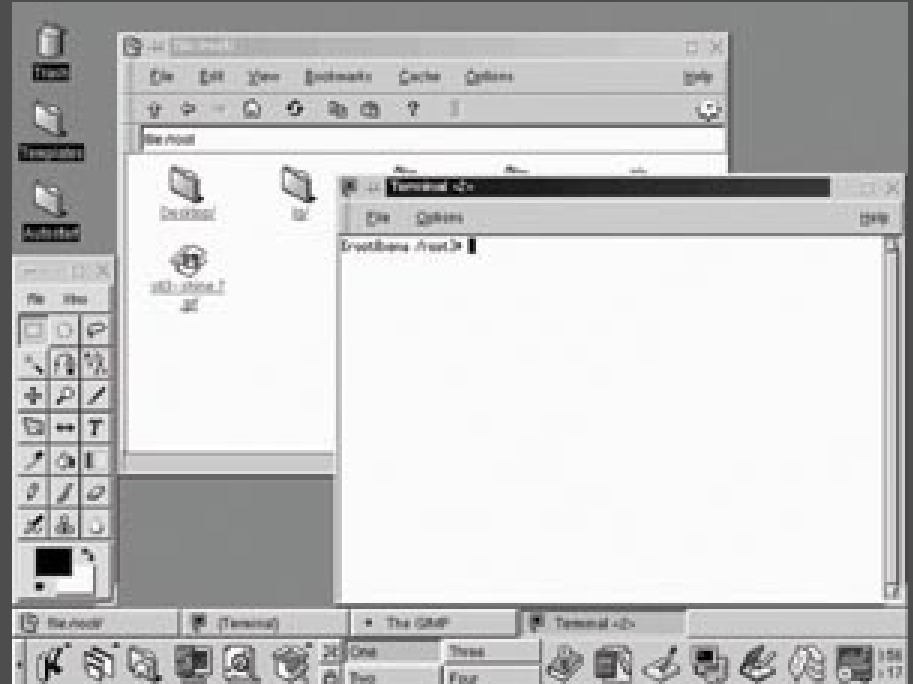 Trash
Templates
Autostart
File Edit View Bookmarks Cache Options Help
file:/root/
Desktop/
Terminal <2>
File Options Help
File
T
file:/root/
(Terminal)
The GIMP
Terminal <2>
One
Two
Three
Four